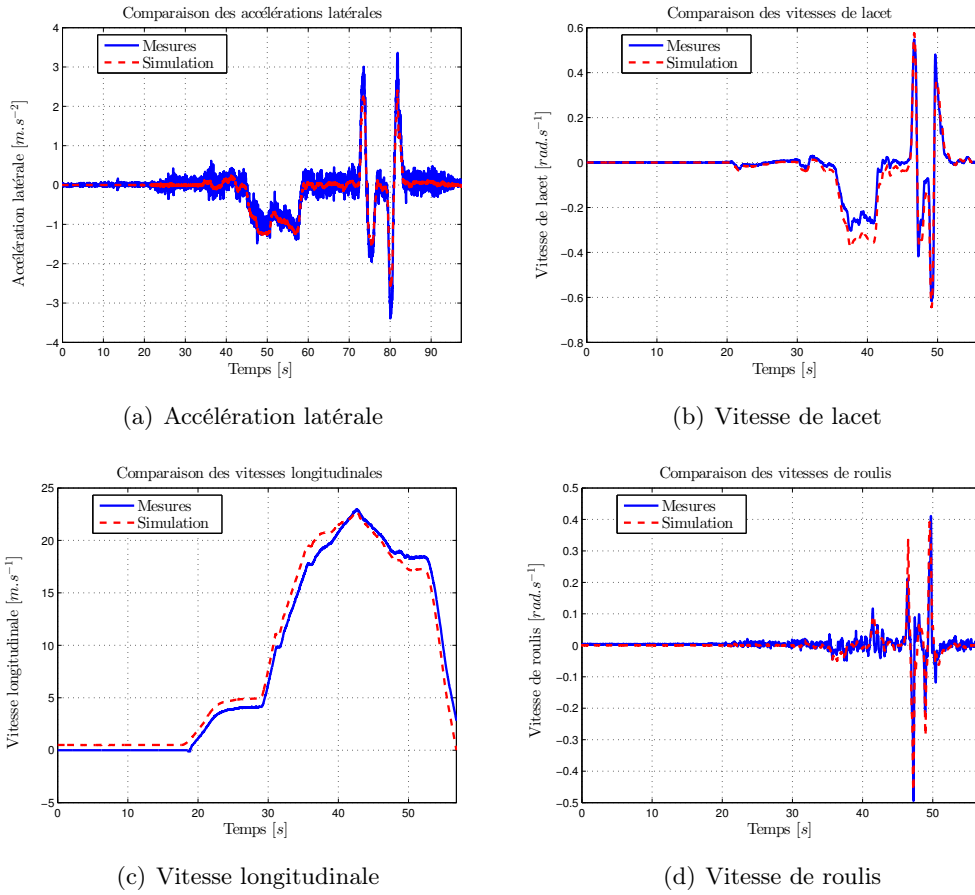 Comparaison des accélérations latérales
Mesures
Simulation
Accélération latérale [m.s⁻²]
4
3
2
1
0
−1
−2
−3
−4
0 10 20 30 40 50 60 70 80 90
Temps [s]
(a) Accélération latérale
Comparaison des vitesses de lacet
Mesures
Simulation
Vitesse de lacet [rad.s⁻¹]
0.6
0.4
0.2
0
−0.2
−0.4
−0.6
−0.8
0 10 20 30 40 50
Temps [s]
(b) Vitesse de lacet
Comparaison des vitesses longitudinales
Mesures
Simulation
Vitesse longitudinale [m.s⁻¹]
25
20
15
10
5
0
−5
0 10 20 30 40 50
Temps [s]
(c) Vitesse longitudinale
Comparaison des vitesses de roulis
Mesures
Simulation
Vitesse de roulis [rad.s⁻¹]
0.5
0.4
0.3
0.2
0.1
0
−0.1
−0.2
−0.3
−0.4
−0.5
0 10 20 30 40 50
Temps [s]
(d) Vitesse de roulis